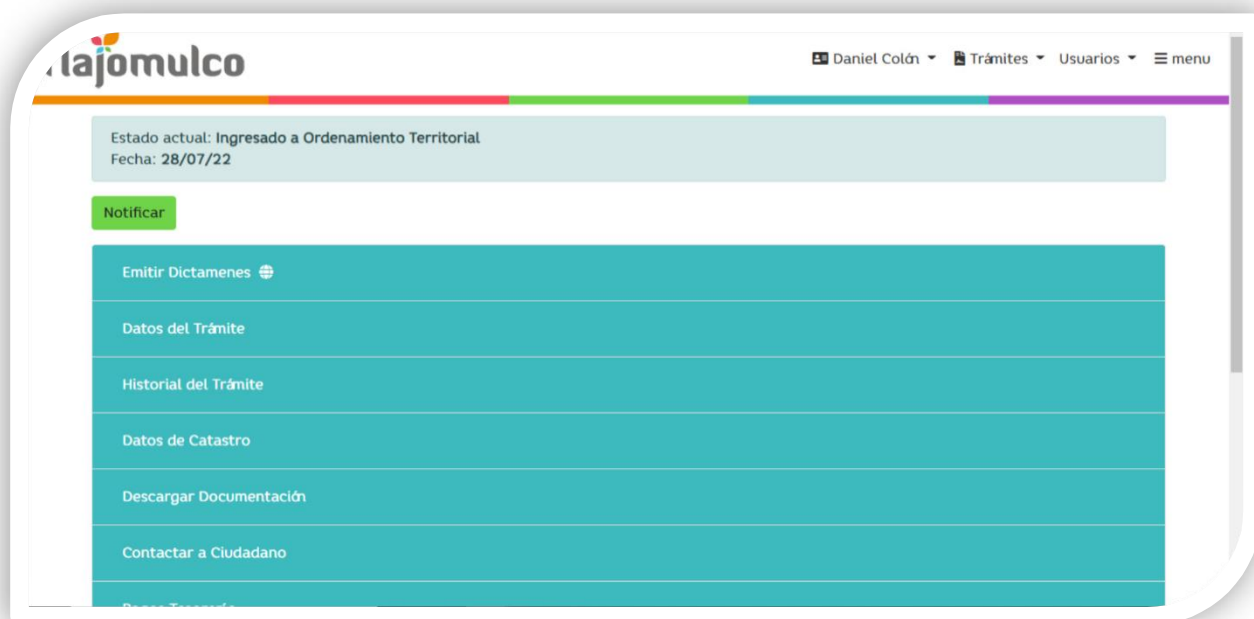 Tlajomulco
Daniel Colón Trámites Usuarios menu
Estado actual: Ingresado a Ordenamiento Territorial
Fecha: 28/07/22
Notificar
Emitir Dictamenes
Datos del Trámite
Historial del Trámite
Datos de Catastro
Descargar Documentación
Contactar a Ciudadano